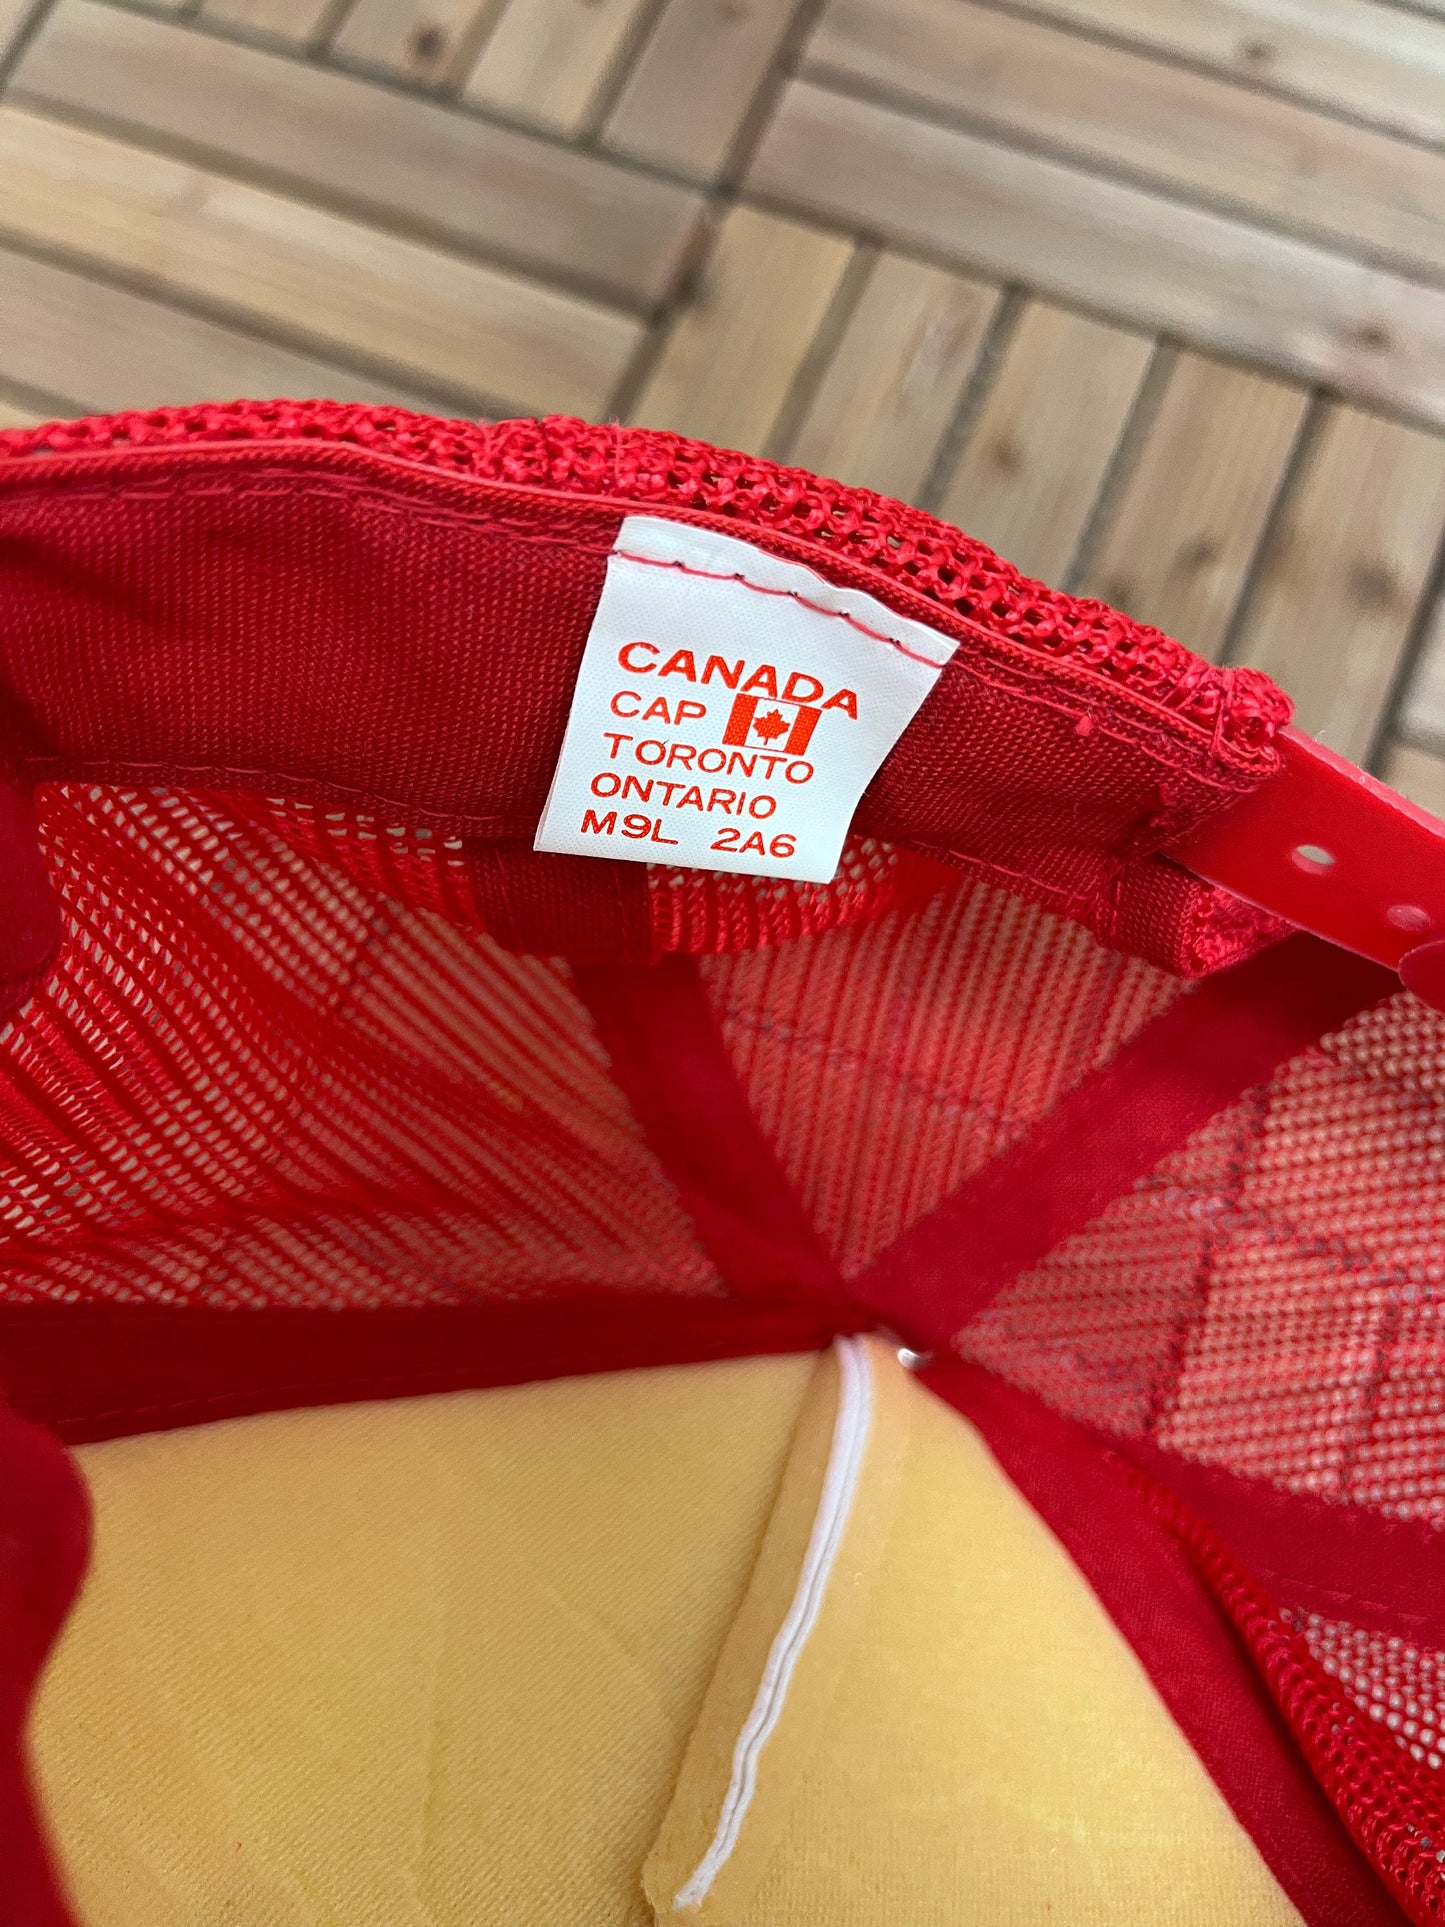 CANADA
CAP
TORONTO
ONTARIO
M9L 2A6